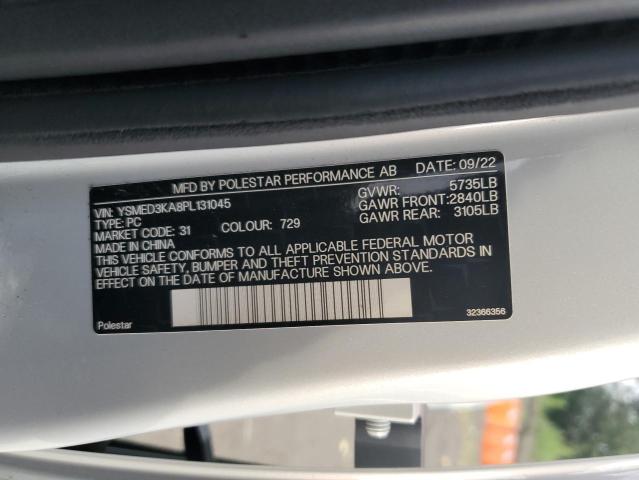 MFD BY POLESTAR PERFORMANCE AB DATE: 09/22
VIN: YSMED3KA8PL131045 GVWR: 5735LB
TYPE: PC GAWR FRONT: 2840LB
MARKET CODE: 31 COLOUR: 729 GAWR REAR: 3105LB
MADE IN CHINA
THIS VEHICLE CONFORMS TO ALL APPLICABLE FEDERAL MOTOR
VEHICLE SAFETY, BUMPER AND THEFT PREVENTION STANDARDS IN
EFFECT ON THE DATE OF MANUFACTURE SHOWN ABOVE.
Polestar 32366356